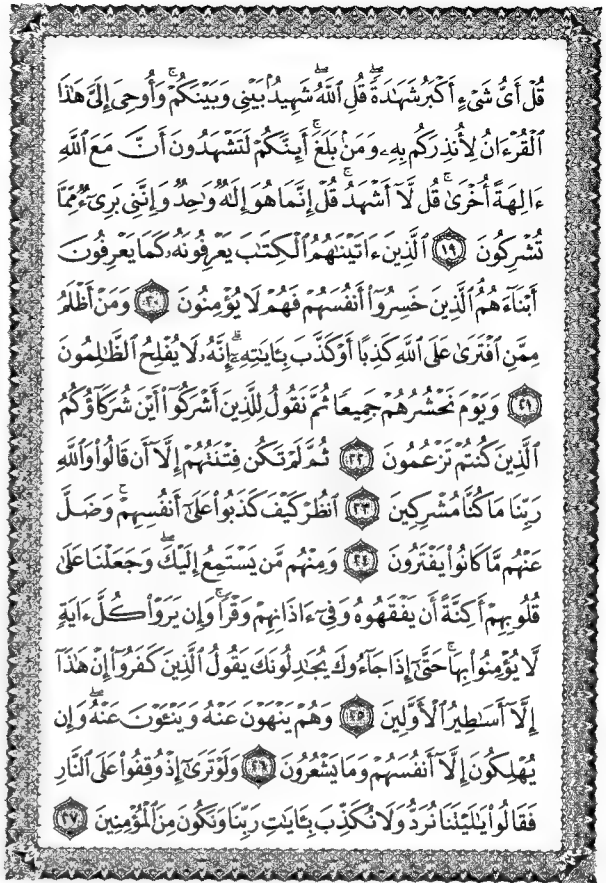 قُلْ أَىُّ شَىْءٍ أَكْبَرُ شَهَٰدَةًۖ قُلِ ٱللَّهُۖ شَهِيدُۢ بَيْنِى وَبَيْنَكُمْۚ وَأُوحِىَ إِلَىَّ هَٰذَا
ٱلْقُرْءَانُ لِأُنذِرَكُم بِهِۦ وَمَنۢ بَلَغَۚ أَئِنَّكُمْ لَتَشْهَدُونَ أَنَّ مَعَ ٱللَّهِ
ءَالِهَةً أُخْرَىٰۚ قُل لَّآ أَشْهَدُۚ قُلْ إِنَّمَا هُوَ إِلَٰهٌ وَٰحِدٌ وَإِنَّنِى بَرِىٓءٌ مِّمَّا
تُشْرِكُونَ ١٩ ٱلَّذِينَ ءَاتَيْنَٰهُمُ ٱلْكِتَٰبَ يَعْرِفُونَهُۥ كَمَا يَعْرِفُونَ
أَبْنَآءَهُمُ ٱلَّذِينَ خَسِرُوٓا۟ أَنفُسَهُمْ فَهُمْ لَا يُؤْمِنُونَ ٢٠ وَمَنْ أَظْلَمُ
مِمَّنِ ٱفْتَرَىٰ عَلَى ٱللَّهِ كَذِبًا أَوْ كَذَّبَ بِـَٔايَٰتِهِۦٓۗ إِنَّهُۥ لَا يُفْلِحُ ٱلظَّٰلِمُونَ
٢١ وَيَوْمَ نَحْشُرُهُمْ جَمِيعًا ثُمَّ نَقُولُ لِلَّذِينَ أَشْرَكُوٓا۟ أَيْنَ شُرَكَآؤُكُمُ
ٱلَّذِينَ كُنتُمْ تَزْعُمُونَ ٢٢ ثُمَّ لَمْ تَكُن فِتْنَتُهُمْ إِلَّآ أَن قَالُوا۟ وَٱللَّهِ
رَبِّنَا مَا كُنَّا مُشْرِكِينَ ٢٣ ٱنظُرْ كَيْفَ كَذَبُوا۟ عَلَىٰٓ أَنفُسِهِمْۚ وَضَلَّ
عَنْهُم مَّا كَانُوا۟ يَفْتَرُونَ ٢٤ وَمِنْهُم مَّن يَسْتَمِعُ إِلَيْكَۖ وَجَعَلْنَا عَلَىٰ
قُلُوبِهِمْ أَكِنَّةً أَن يَفْقَهُوهُ وَفِىٓ ءَاذَانِهِمْ وَقْرًاۚ وَإِن يَرَوْا۟ كُلَّ ءَايَةٍ
لَّا يُؤْمِنُوا۟ بِهَاۚ حَتَّىٰٓ إِذَا جَآءُوكَ يُجَٰدِلُونَكَ يَقُولُ ٱلَّذِينَ كَفَرُوٓا۟ إِنْ هَٰذَآ
إِلَّآ أَسَٰطِيرُ ٱلْأَوَّلِينَ ٢٥ وَهُمْ يَنْهَوْنَ عَنْهُ وَيَنْـَٔوْنَ عَنْهُۖ وَإِن
يُهْلِكُونَ إِلَّآ أَنفُسَهُمْ وَمَا يَشْعُرُونَ ٢٦ وَلَوْ تَرَىٰٓ إِذْ وُقِفُوا۟ عَلَى ٱلنَّارِ
فَقَالُوا۟ يَٰلَيْتَنَا نُرَدُّ وَلَا نُكَذِّبَ بِـَٔايَٰتِ رَبِّنَا وَنَكُونَ مِنَ ٱلْمُؤْمِنِينَ ٢٧